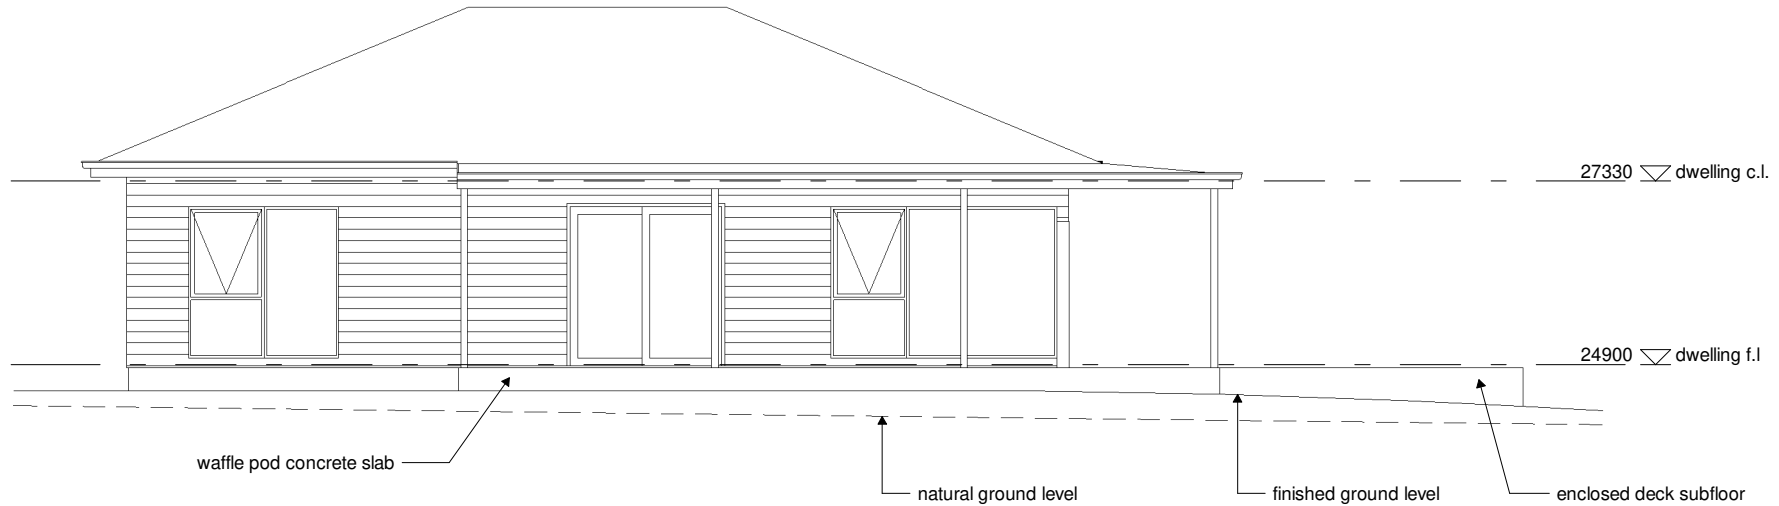 27330 dwelling c.l.
24900 dwelling f.l
waffle pod concrete slab
natural ground level
finished ground level
enclosed deck subfloor